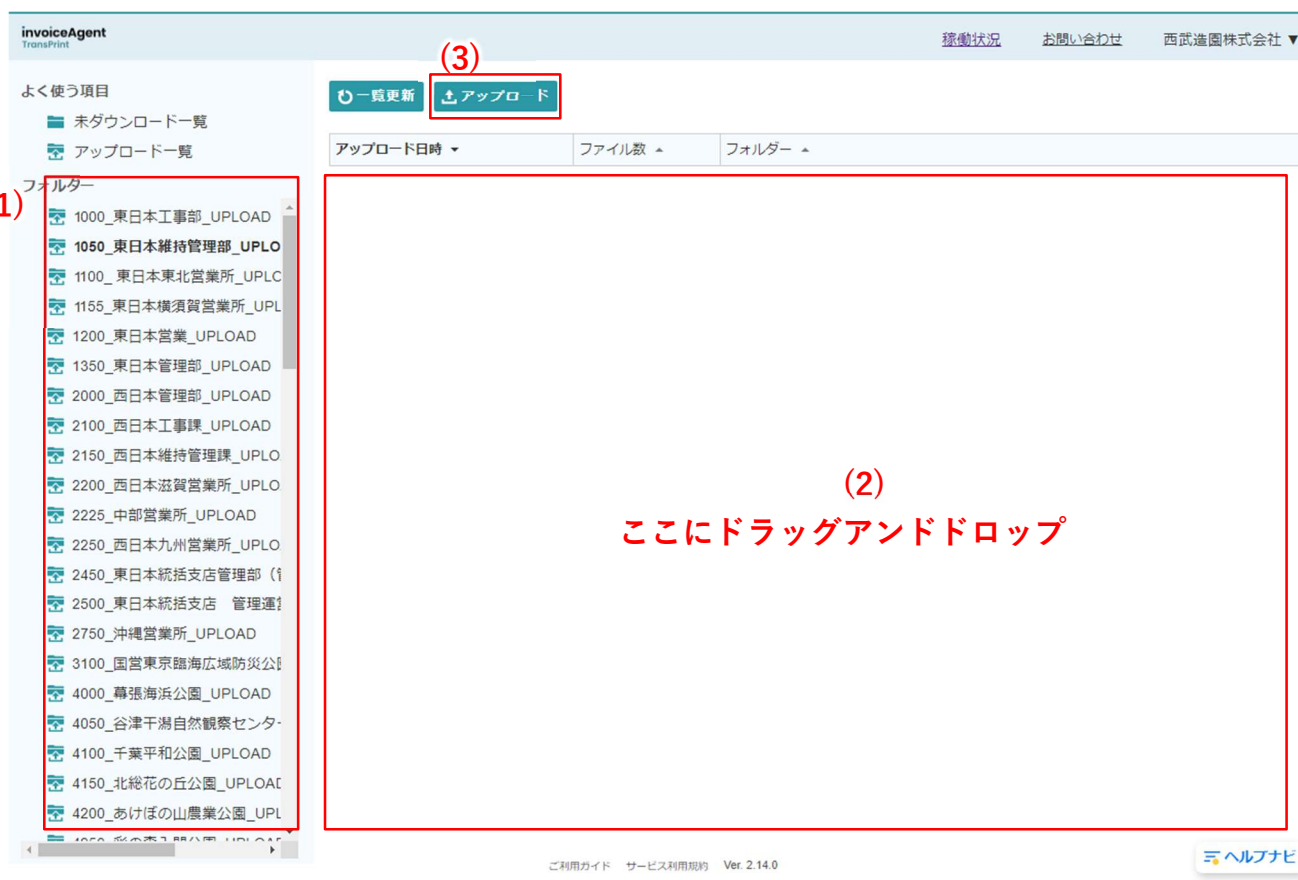 invoiceAgent
TransPrint
稼働状況
お問い合わせ
西武造園株式会社 ▼
(3)
よく使う項目
未ダウンロード一覧
アップロード一覧
一覧更新
アップロード
アップロード日時
ファイル数
フォルダー
フォルダー
1)
1000_東日本工事部_UPLOAD
1050_東日本維持管理部_UPLO
1100_ 東日本東北営業所_UPLO
1155_東日本横須賀営業所_UPL
1200_東日本営業_UPLOAD
1350_東日本管理部_UPLOAD
2000_西日本管理部_UPLOAD
2100_西日本工事課_UPLOAD
2150_西日本維持管理課_UPLO
2200_西日本滋賀営業所_UPLO
2225_中部営業所_UPLOAD
2250_西日本九州営業所_UPLO
2450_東日本統括支店管理部（
2500_東日本統括支店　管理運
2750_沖縄営業所_UPLOAD
3100_国営東京臨海広域防災公園
4000_幕張海浜公園_UPLOAD
4050_谷津干潟自然観察センター
4100_千葉平和公園_UPLOAD
4150_北総花の丘公園_UPLOAD
4200_あけぼの山農業公園_UPL
(2)
ここにドラッグアンドドロップ
ご利用ガイド
サービス利用規約
Ver. 2.14.0
ヘルプナビ